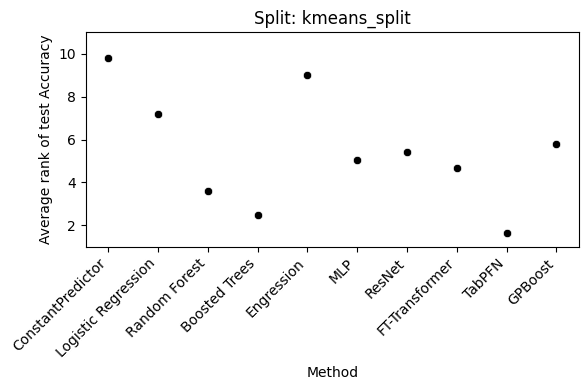 Split: kmeans_split
Average rank of test Accuracy
10
8
6
4
2
ConstantPredictor
Logistic Regression
Random Forest
Boosted Trees
Engression
MLP
ResNet
FT-Transformer
TabPFN
GPBoost
Method